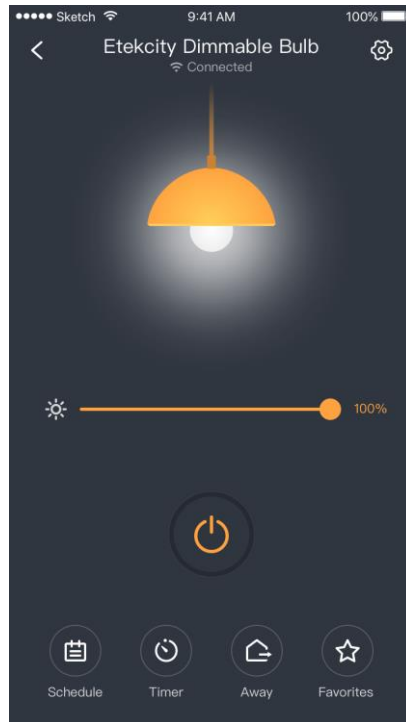 Sketch 9:41 AM 100%
Etekcity Dimmable Bulb
Connected
100%
Schedule Timer Away Favorites